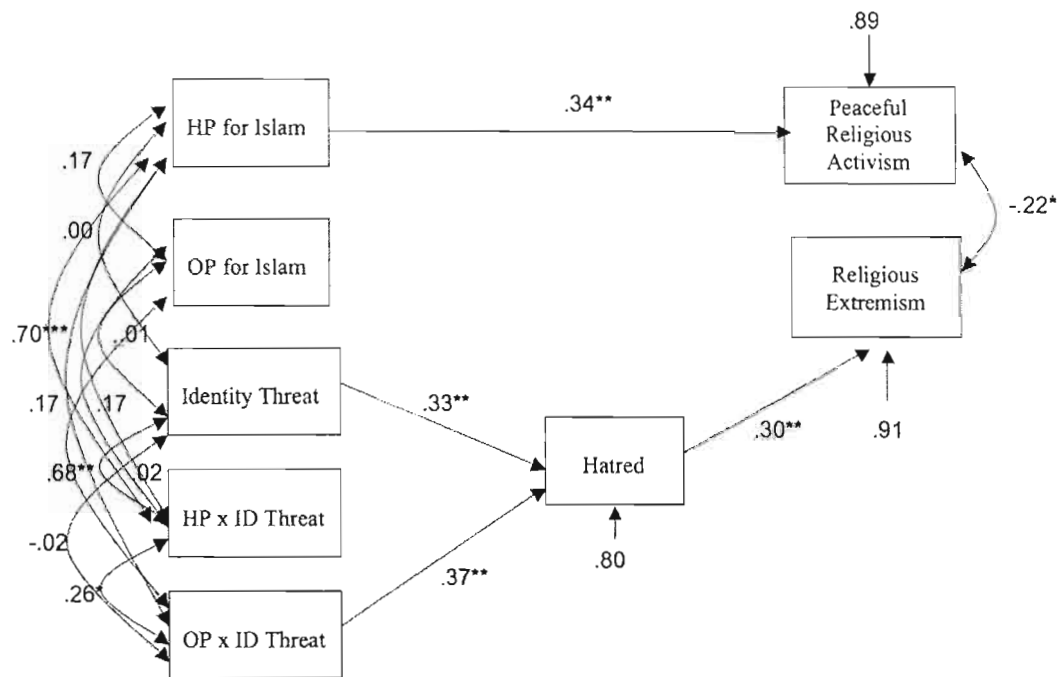 .89
HP for Islam
.34**
Peaceful
Religious
Activism
.17
-.22*
.00
OP for Islam
Religious
Extremism
.70***
.01
Identity Threat
.33**
.17
.17
.30**
.91
Hatred
.68**
.02
HP x ID Threat
-.02
.80
.37**
.26*
OP x ID Threat